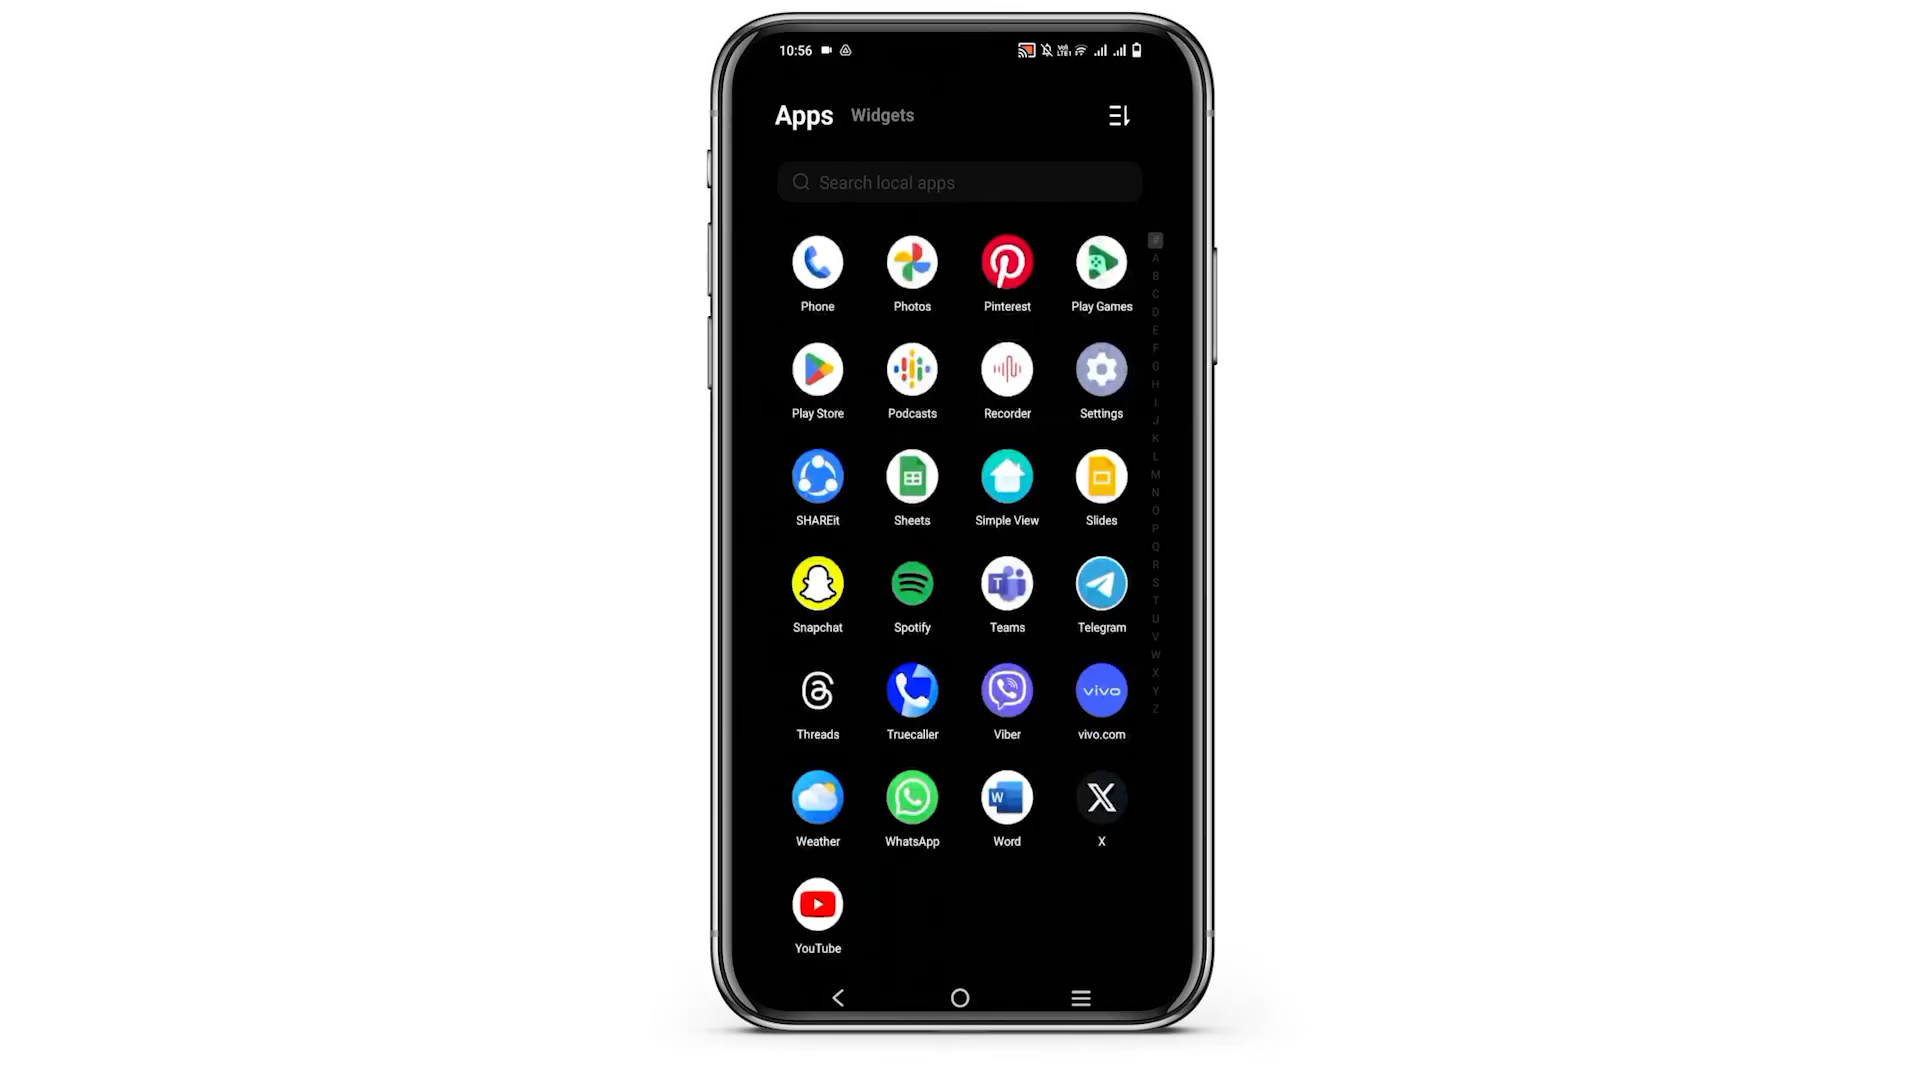 10:56
Apps Widgets
Search local apps
Phone Photos Pinterest Play Games
Play Store Podcasts Recorder Settings
SHAREit Sheets Simple View Slides
Snapchat Spotify Teams Telegram
Threads Truecaller Viber vivo.com
vivo
Weather WhatsApp Word X
YouTube
#
A
B
C
D
E
F
G
H
I
J
K
L
M
N
O
P
Q
R
S
T
U
V
W
X
Y
Z